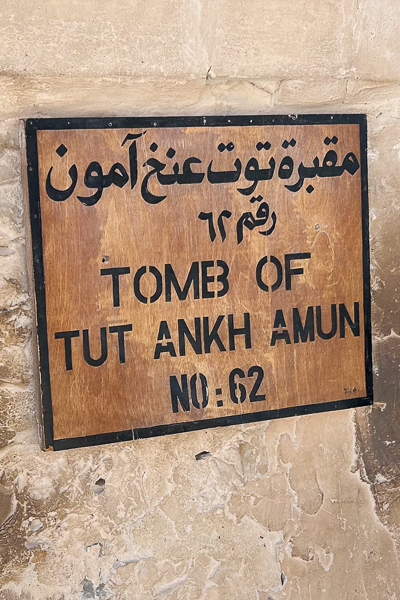 مقبرة توت عنخ آمون
رقم ٦٢
TOMB OF
TUT ANKH AMUN
NO: 62